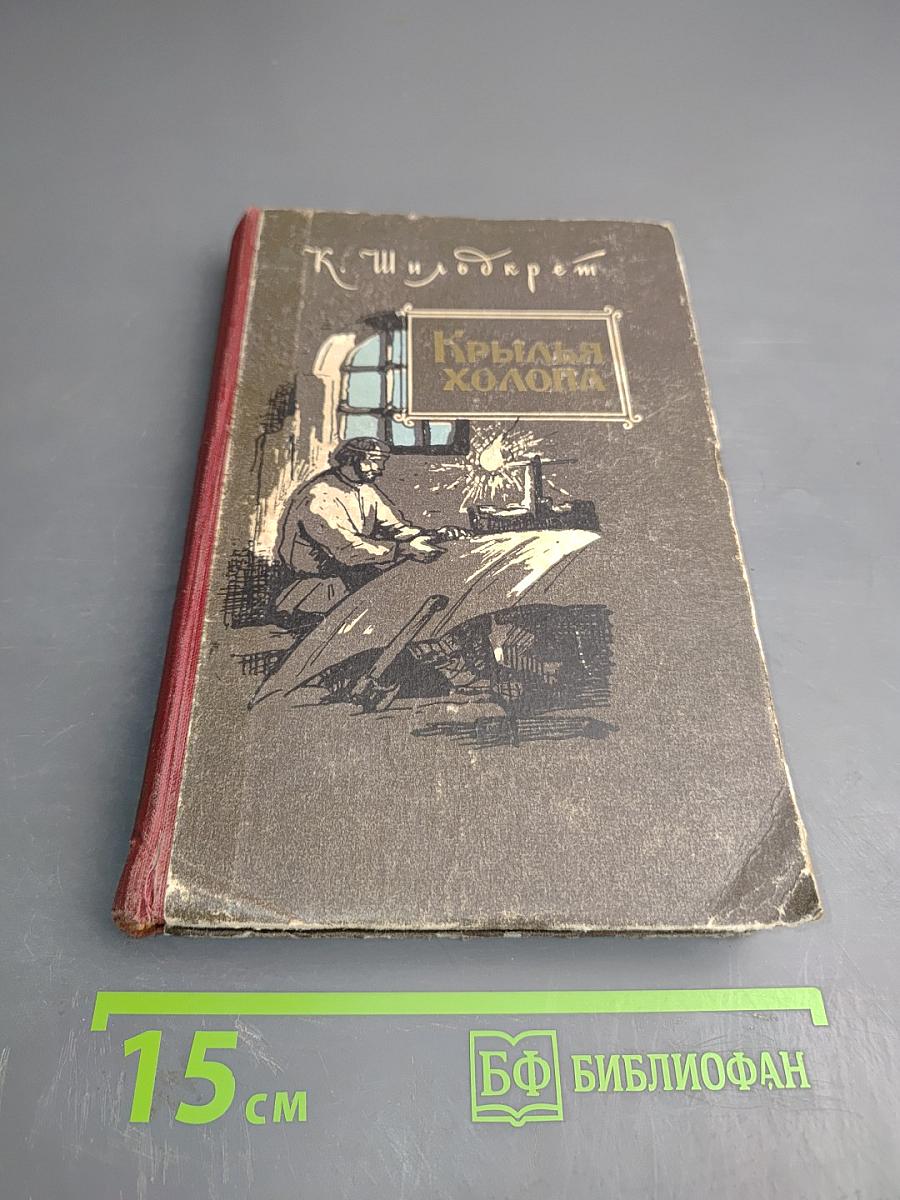 К. Шильдкрет
Крылья
холопа
15 см
БФ БИБЛИОФАН